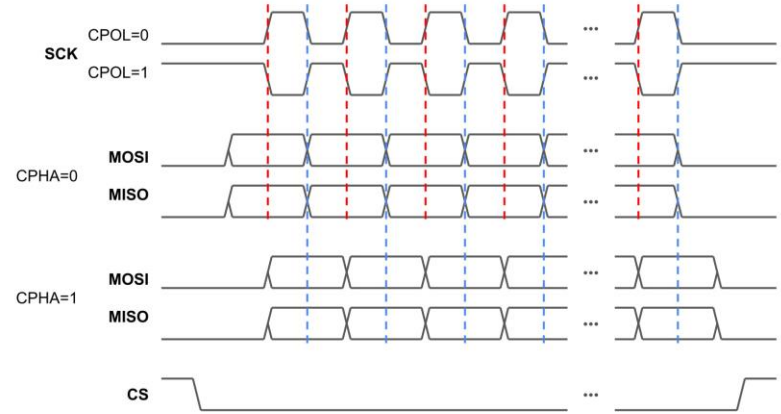 CPOL=0
...
SCK
CPOL=1
...
MOSI
...
CPHA=0
MISO
...
MOSI
...
CPHA=1
MISO
...
CS
...